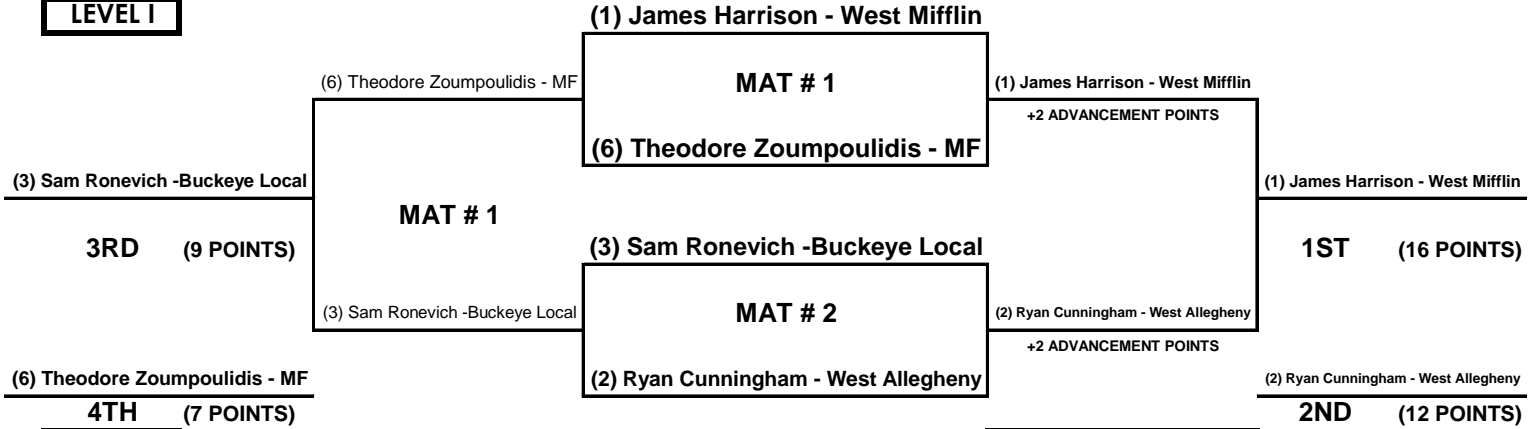 LEVEL I
(1) James Harrison - West Mifflin
(6) Theodore Zoumpoulidis - MF
MAT # 1
(1) James Harrison - West Mifflin
+2 ADVANCEMENT POINTS
(6) Theodore Zoumpoulidis - MF
(3) Sam Ronevich -Buckeye Local
(1) James Harrison - West Mifflin
MAT # 1
3RD (9 POINTS)
(3) Sam Ronevich -Buckeye Local
1ST (16 POINTS)
(3) Sam Ronevich -Buckeye Local
MAT # 2
(2) Ryan Cunningham - West Allegheny
+2 ADVANCEMENT POINTS
(6) Theodore Zoumpoulidis - MF
(2) Ryan Cunningham - West Allegheny
(2) Ryan Cunningham - West Allegheny
4TH (7 POINTS)
2ND (12 POINTS)